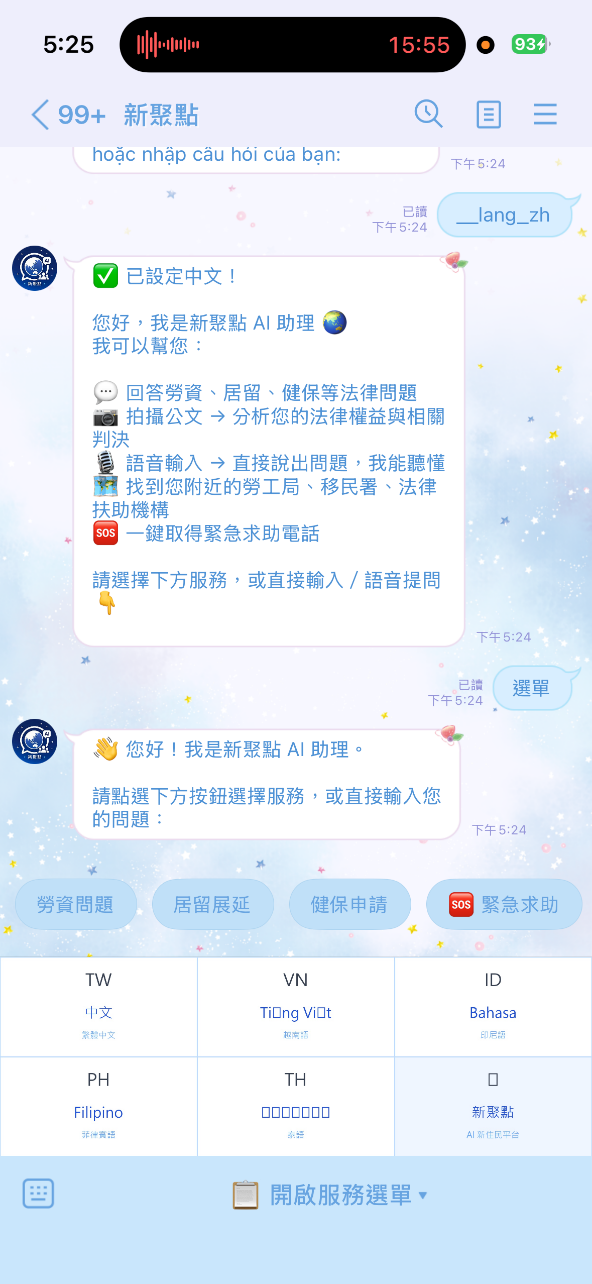 5:25
15:55
93
99+ 新聚點
hoặc nhập câu hỏi của bạn:
下午5:24
已讀
下午5:24
__lang_zh
✅ 已設定中文！
您好，我是新聚點 AI 助理 🌏
我可以幫您：
💬 回答勞資、居留、健保等法律問題
📷 拍攝公文 → 分析您的法律權益與相關
判決
🎙️ 語音輸入 → 直接說出問題，我能聽懂
🗺️ 找到您附近的勞工局、移民署、法律
扶助機構
🆘 一鍵取得緊急求助電話
請選擇下方服務，或直接輸入 / 語音提問
👇
下午5:24
已讀
下午5:24
選單
👋 您好！我是新聚點 AI 助理。
請點選下方按鈕選擇服務，或直接輸入您
的問題：
下午5:24
勞資問題 居留展延 健保申請 🆘 緊急求助
TW VN ID
中文 Ti▯ng Vi▯t Bahasa
繁體中文 越南語 印尼語
PH TH ▯
Filipino ▯▯▯▯▯▯▯ 新聚點
菲律賓語 泰語 AI 新住民平台
📋 開啟服務選單 ▾